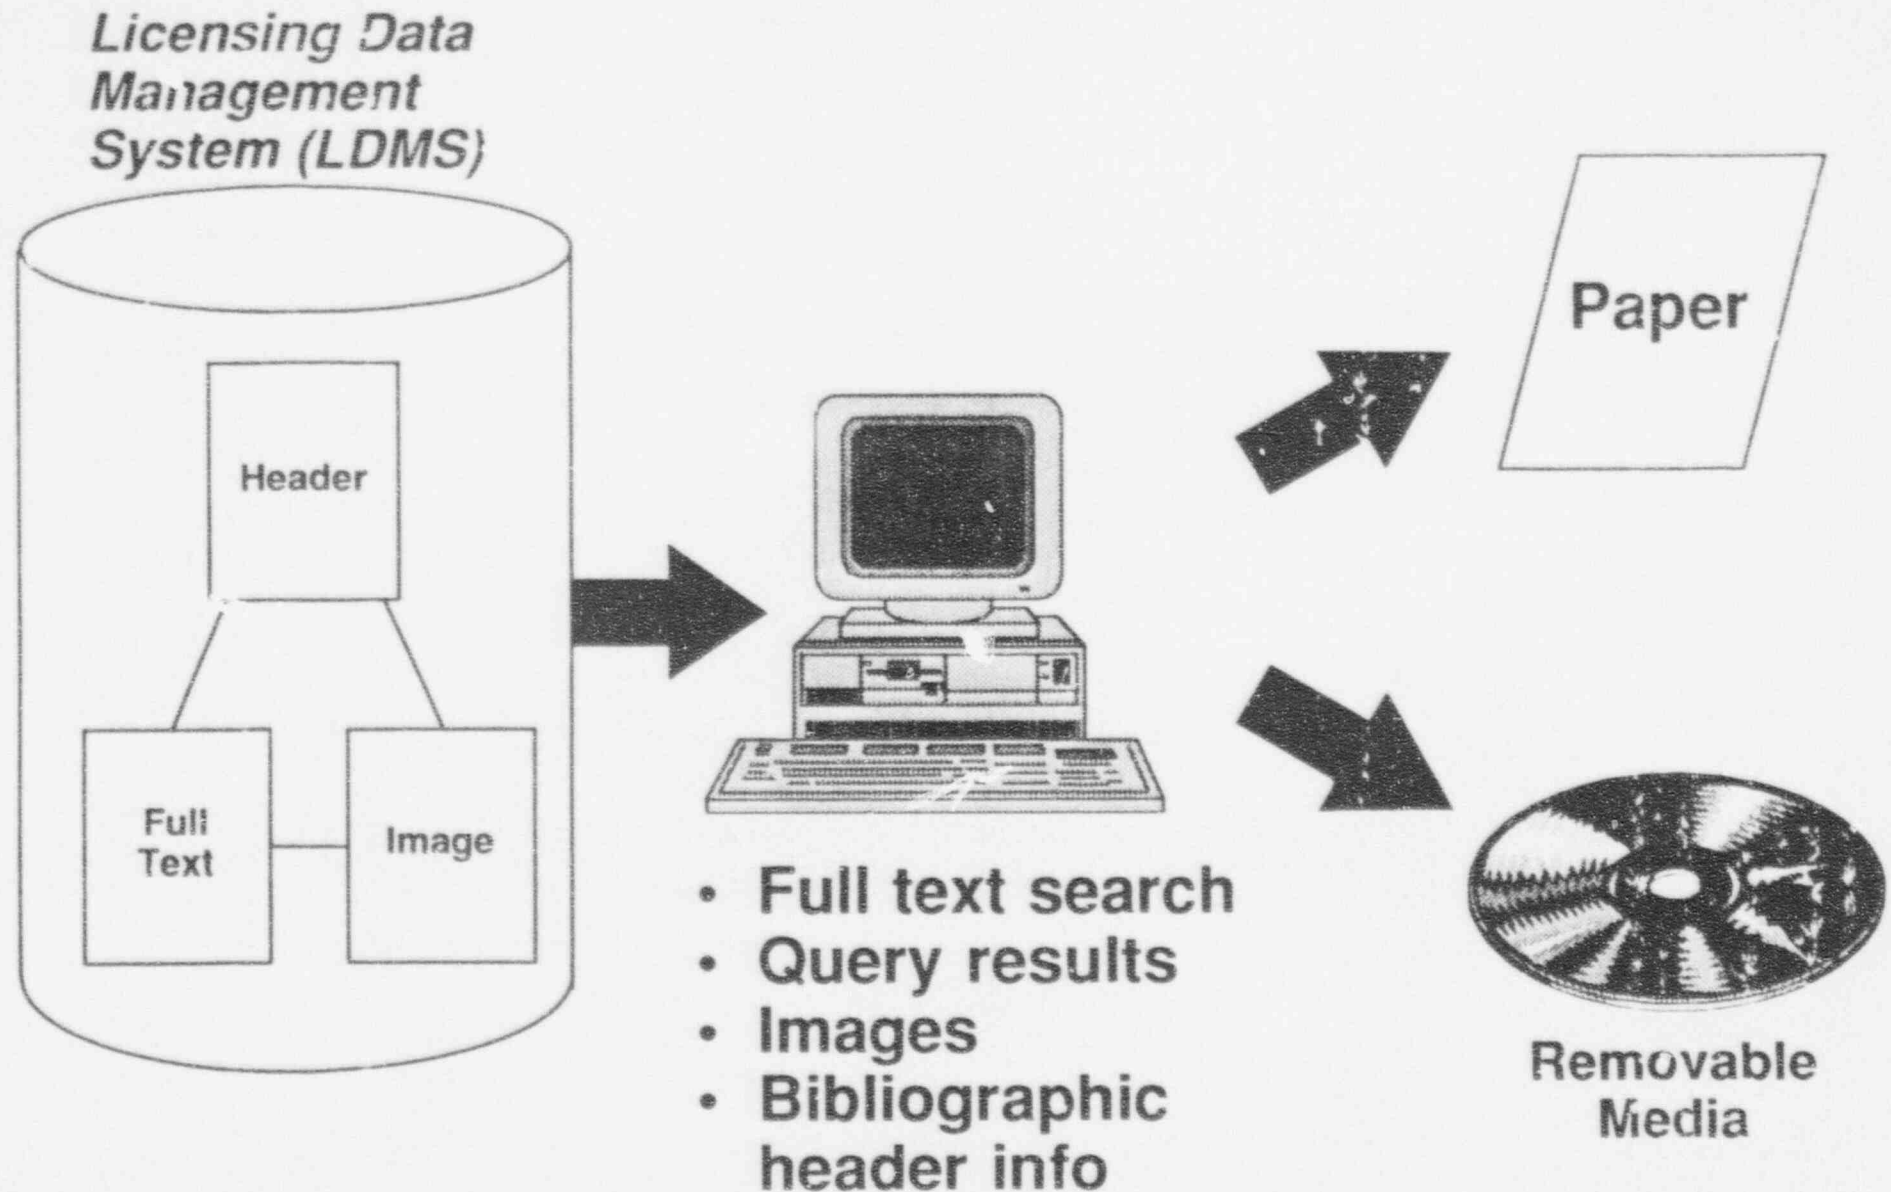 Licensing Data
Management
System (LDMS)
Header
Full
Text
Image
• Full text search
• Query results
• Images
• Bibliographic
header info
Paper
Removable
Media